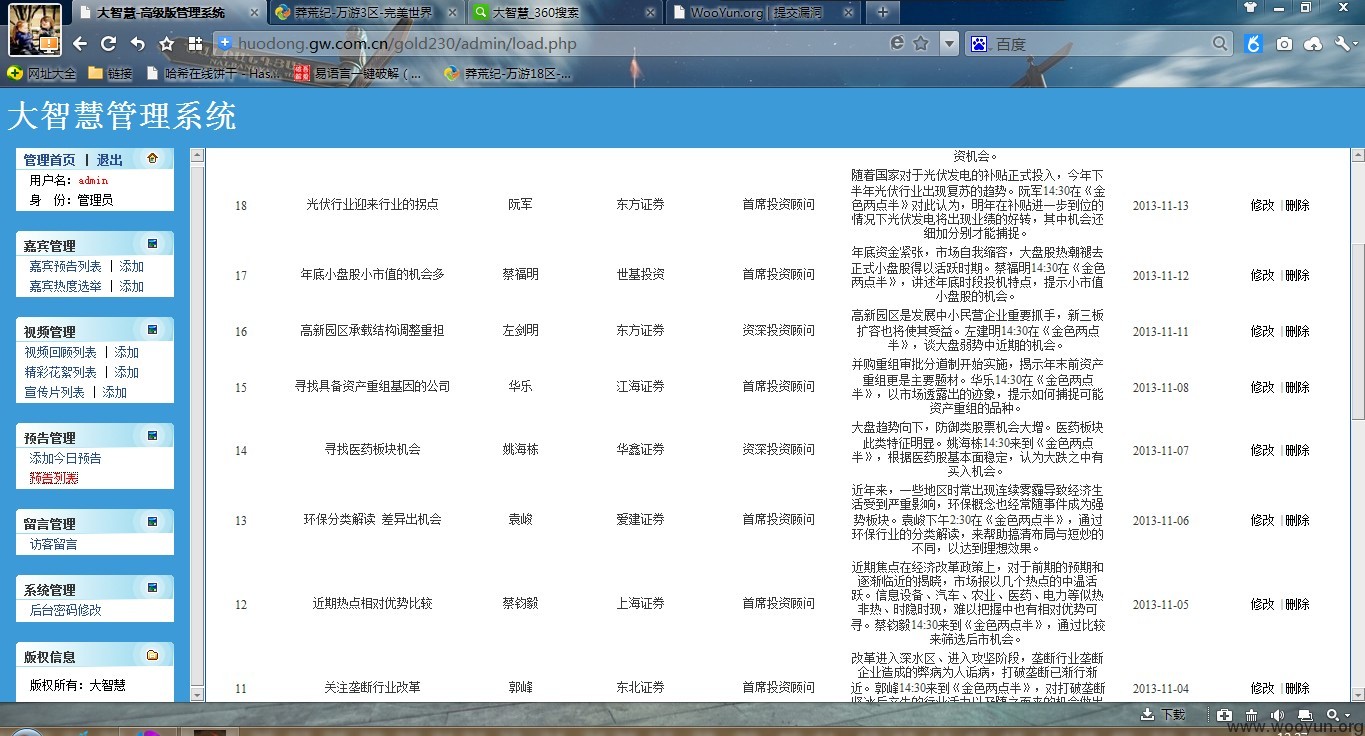 大智慧-高级版管理系统
莽荒纪-万游3区-完美世界
大智慧_360搜索
WooYun.org | 提交漏洞
huodong.gw.com.cn/gold230/admin/load.php
百度
网址大全
链接
哈希在线饼干 - Has...
易语言一键破解（...
莽荒纪-万游18区-...
大智慧管理系统
管理首页 | 退出
用户名：admin
身 份：管理员
嘉宾管理
嘉宾预告列表 | 添加
嘉宾热度选举 | 添加
视频管理
视频回顾列表 | 添加
精彩花絮列表 | 添加
宣传片列表 | 添加
预告管理
添加今日预告
预告列表
留言管理
访客留言
系统管理
后台密码修改
版权信息
版权所有：大智慧
资机会。
18 光伏行业迎来行业的拐点 阮军 东方证券 首席投资顾问
随着国家对于光伏发电的补贴正式投入，今年下
半年光伏行业出现复苏的趋势。阮军14:30在《金
色两点半》对此认为，明年在补贴进一步到位的
情况下光伏发电将出现业绩的好转，其中机会还
细加分别才能捕捉。
2013-11-13 修改 |删除
17 年底小盘股小市值的机会多 蔡福明 世基投资 首席投资顾问
年底资金紧张，市场自我缩容，大盘股热潮褪去
正式小盘股得以活跃时期。蔡福明14:30在《金色
两点半》，讲述年底时段投机特点，提示小市值
小盘股的机会。
2013-11-12 修改 |删除
16 高新园区承载结构调整重担 左剑明 东方证券 资深投资顾问
高新园区是发展中小民营企业重要抓手，新三板
扩容也将使其受益。左建明14:30在《金色两点
半》，谈大盘弱势中近期的机会。
2013-11-11 修改 |删除
15 寻找具备资产重组基因的公司 华乐 江海证券 首席投资顾问
并购重组审批分道制开始实施，揭示年末前资产
重组更是主要题材。华乐14:30在《金色两点
半》，以市场透露出的迹象，提示如何捕捉可能
资产重组的品种。
2013-11-08 修改 |删除
14 寻找医药板块机会 姚海栋 华鑫证券 资深投资顾问
大盘趋势向下，防御类股票机会大增。医药板块
此类特征明显。姚海栋14:30来到《金色两点
半》，根据医药股基本面稳定，认为大跌之中有
买入机会。
2013-11-07 修改 |删除
13 环保分类解读 差异出机会 袁峻 爱建证券 首席投资顾问
近年来，一些地区时常出现连续雾霾导致经济生
活受到严重影响，环保概念也经常随事件成为强
势板块。袁峻下午2:30在《金色两点半》，通过
环保行业的分类解读，来帮助搞清布局与短炒的
不同，以达到理想效果。
2013-11-06 修改 |删除
12 近期热点相对优势比较 蔡钧毅 上海证券 首席投资顾问
近期焦点在经济改革政策上，对于前期的预期和
逐渐临近的揭晓，市场报以几个热点的中温活
跃。信息设备、汽车、农业、医药、电力等似热
非热、时隐时现，难以把握中也有相对优势可
寻。蔡钧毅14:30来到《金色两点半》，通过比较
来筛选后市机会。
2013-11-05 修改 |删除
11 关注垄断行业改革 郭峰 东北证券 首席投资顾问
改革进入深水区、进入攻坚阶段，垄断行业垄断
企业造成的弊病为人诟病，打破垄断已渐行渐
近。郭峰14:30来到《金色两点半》，对打破垄断
2013-11-04 修改 |删除
下载
www.wooyun.org